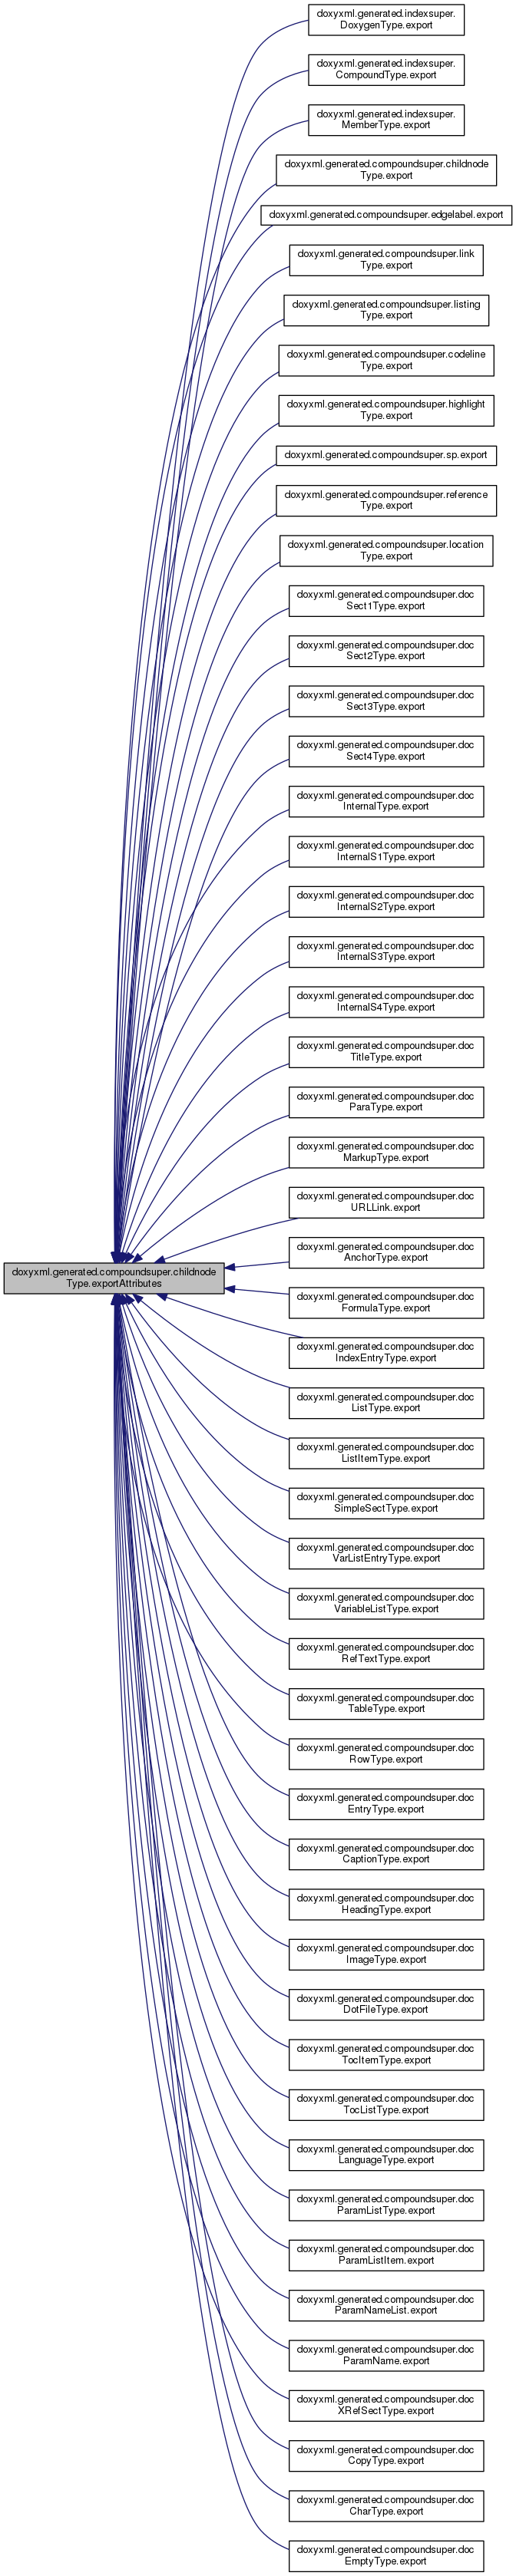 doxyxml.generated.indexsuper.
DoxygenType.export
doxyxml.generated.indexsuper.
CompoundType.export
doxyxml.generated.indexsuper.
MemberType.export
doxyxml.generated.compoundsuper.childnode
Type.export
doxyxml.generated.compoundsuper.edgelabel.export
doxyxml.generated.compoundsuper.link
Type.export
doxyxml.generated.compoundsuper.listing
Type.export
doxyxml.generated.compoundsuper.codeline
Type.export
doxyxml.generated.compoundsuper.highlight
Type.export
doxyxml.generated.compoundsuper.sp.export
doxyxml.generated.compoundsuper.reference
Type.export
doxyxml.generated.compoundsuper.location
Type.export
doxyxml.generated.compoundsuper.doc
Sect1Type.export
doxyxml.generated.compoundsuper.doc
Sect2Type.export
doxyxml.generated.compoundsuper.doc
Sect3Type.export
doxyxml.generated.compoundsuper.doc
Sect4Type.export
doxyxml.generated.compoundsuper.doc
InternalType.export
doxyxml.generated.compoundsuper.doc
InternalS1Type.export
doxyxml.generated.compoundsuper.doc
InternalS2Type.export
doxyxml.generated.compoundsuper.doc
InternalS3Type.export
doxyxml.generated.compoundsuper.doc
InternalS4Type.export
doxyxml.generated.compoundsuper.doc
TitleType.export
doxyxml.generated.compoundsuper.doc
ParaType.export
doxyxml.generated.compoundsuper.doc
MarkupType.export
doxyxml.generated.compoundsuper.doc
URLLink.export
doxyxml.generated.compoundsuper.doc
AnchorType.export
doxyxml.generated.compoundsuper.childnode
Type.exportAttributes
doxyxml.generated.compoundsuper.doc
FormulaType.export
doxyxml.generated.compoundsuper.doc
IndexEntryType.export
doxyxml.generated.compoundsuper.doc
ListType.export
doxyxml.generated.compoundsuper.doc
ListItemType.export
doxyxml.generated.compoundsuper.doc
SimpleSectType.export
doxyxml.generated.compoundsuper.doc
VarListEntryType.export
doxyxml.generated.compoundsuper.doc
VariableListType.export
doxyxml.generated.compoundsuper.doc
RefTextType.export
doxyxml.generated.compoundsuper.doc
TableType.export
doxyxml.generated.compoundsuper.doc
RowType.export
doxyxml.generated.compoundsuper.doc
EntryType.export
doxyxml.generated.compoundsuper.doc
CaptionType.export
doxyxml.generated.compoundsuper.doc
HeadingType.export
doxyxml.generated.compoundsuper.doc
ImageType.export
doxyxml.generated.compoundsuper.doc
DotFileType.export
doxyxml.generated.compoundsuper.doc
TocItemType.export
doxyxml.generated.compoundsuper.doc
TocListType.export
doxyxml.generated.compoundsuper.doc
LanguageType.export
doxyxml.generated.compoundsuper.doc
ParamListType.export
doxyxml.generated.compoundsuper.doc
ParamListItem.export
doxyxml.generated.compoundsuper.doc
ParamNameList.export
doxyxml.generated.compoundsuper.doc
ParamName.export
doxyxml.generated.compoundsuper.doc
XRefSectType.export
doxyxml.generated.compoundsuper.doc
CopyType.export
doxyxml.generated.compoundsuper.doc
CharType.export
doxyxml.generated.compoundsuper.doc
EmptyType.export